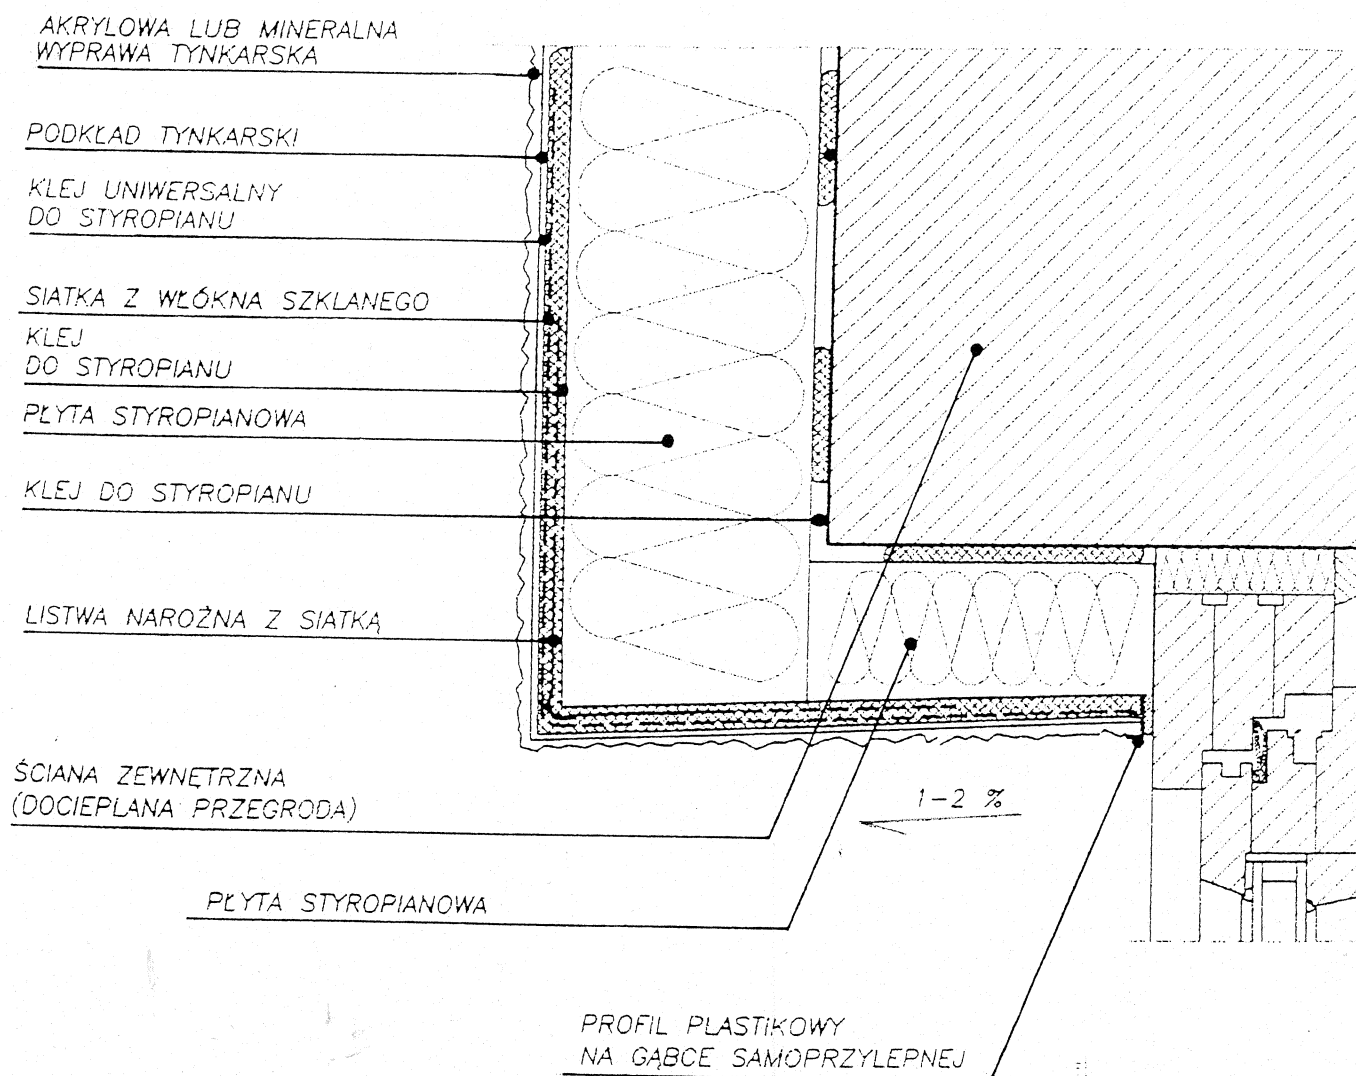 AKRYLOWA LUB MINERALNA
WYPRAWA TYNKARSKA
PODKŁAD TYNKARSKI
KLEJ UNIWERSALNY
DO STYROPIANU
SIATKA Z WŁÓKNA SZKLANEGO
KLEJ
DO STYROPIANU
PŁYTA STYROPIANOWA
KLEJ DO STYROPIANU
LISTWA NAROŻNA Z SIATKĄ
ŚCIANA ZEWNĘTRZNA
(DOCIEPLANA PRZEGRODA)
1-2 %
PŁYTA STYROPIANOWA
PROFIL PLASTIKOWY
NA GĄBCE SAMOPRZYLEPNEJ